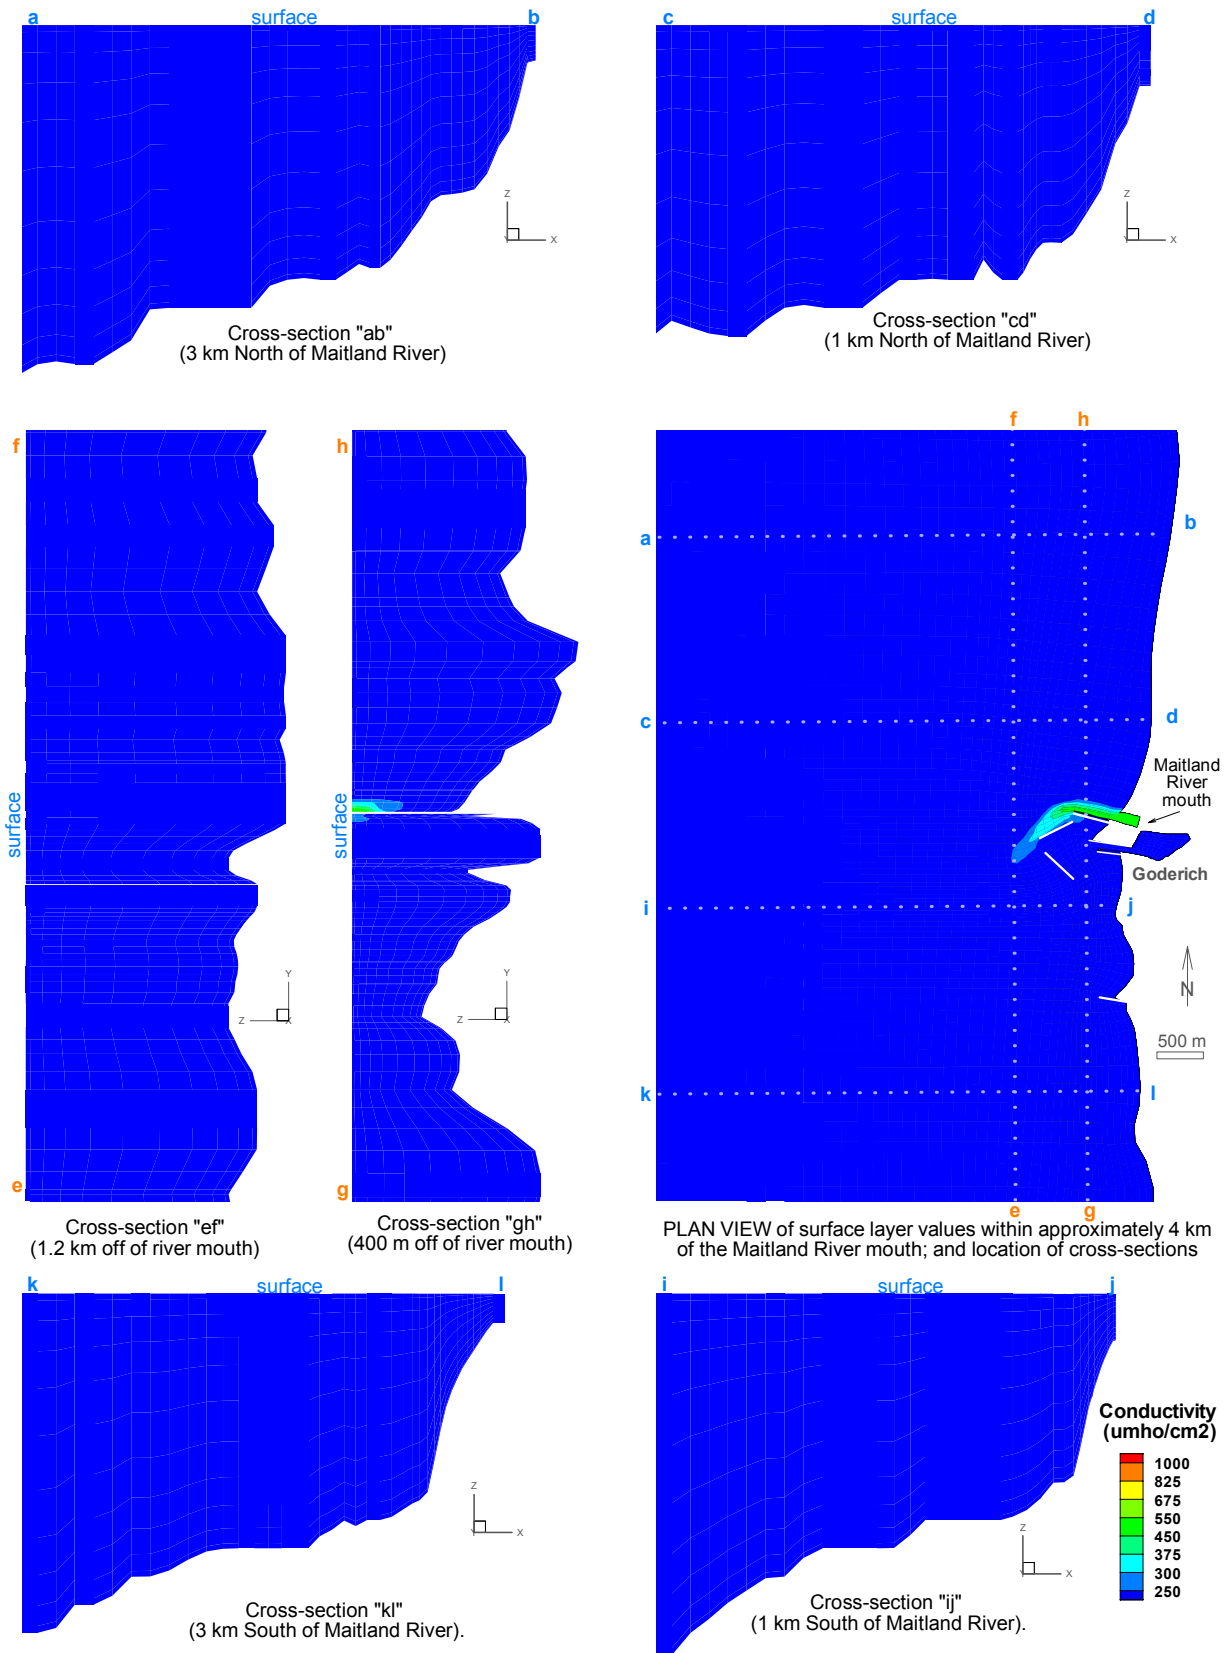 a surface b
c surface d
Z
X
Y
Z
X
Y
Cross-section "ab"
(3 km North of Maitland River)
Cross-section "cd"
(1 km North of Maitland River)
f
h
surface
surface
e
g
Y
Z
X
Y
Z
X
Cross-section "ef"
(1.2 km off of river mouth)
Cross-section "gh"
(400 m off of river mouth)
f h
a
b
c
d
Maitland
River
mouth
Goderich
i
j
N
500 m
k
l
e g
PLAN VIEW of surface layer values within approximately 4 km
of the Maitland River mouth; and location of cross-sections
k surface l
i surface j
Z
X
Y
Z
X
Y
Cross-section "kl"
(3 km South of Maitland River).
Cross-section "ij"
(1 km South of Maitland River).
Conductivity
(umho/cm2)
1000
825
675
550
450
375
300
250